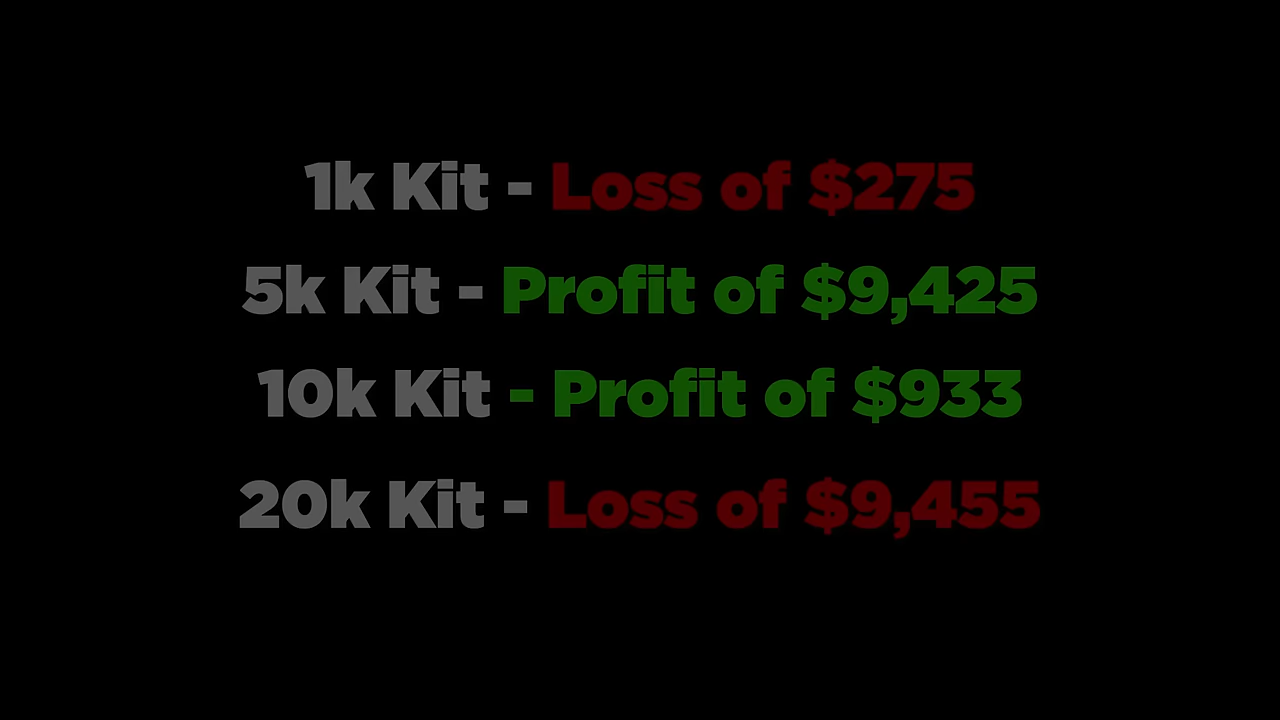 1k Kit - Loss of $275
5k Kit - Profit of $9,425
10k Kit - Profit of $933
20k Kit - Loss of $9,455